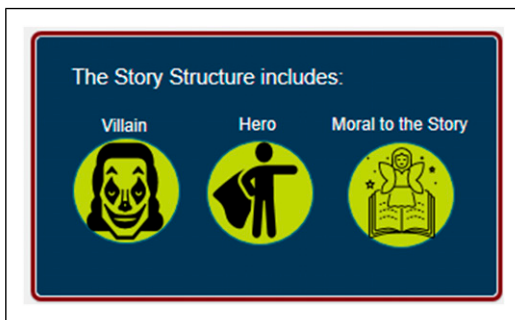 The Story Structure includes:
Villain Hero Moral to the Story